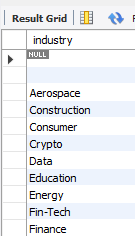 Result Grid
industry
NULL
Aerospace
Construction
Consumer
Crypto
Data
Education
Energy
Fin-Tech
Finance